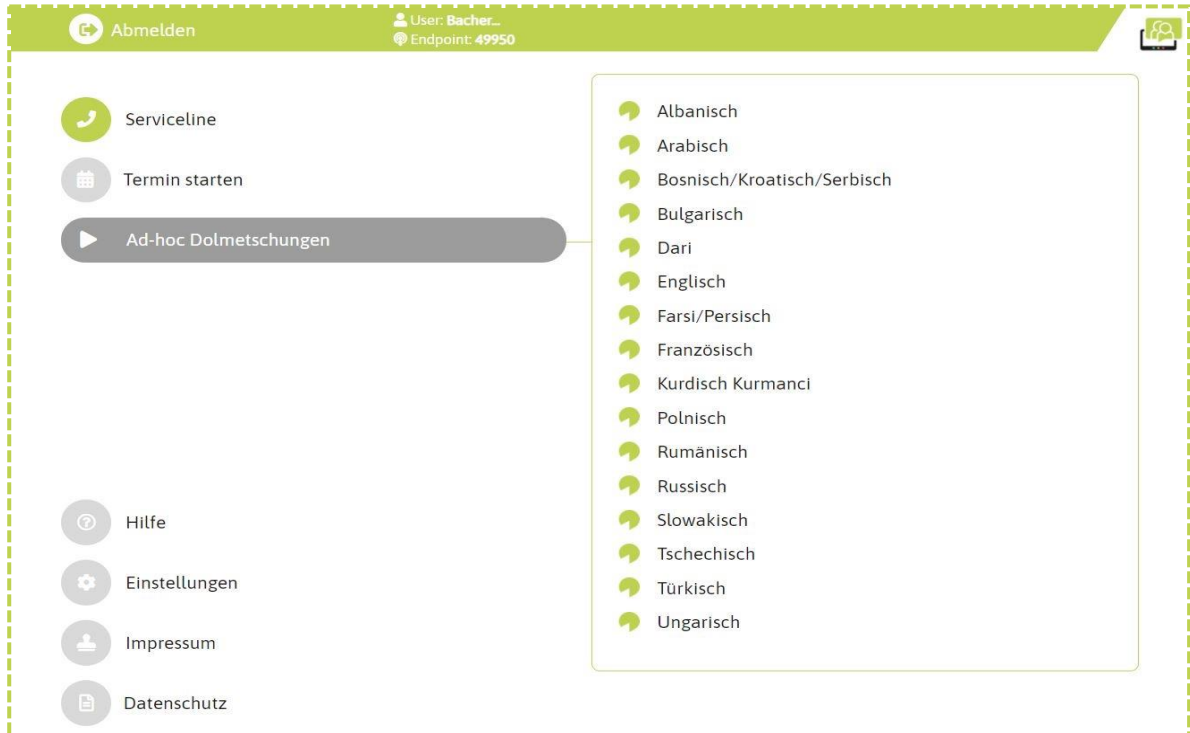 Abmelden
User: Bacher...
Endpoint: 49950
Serviceline
Termin starten
Ad-hoc Dolmetschungen
Albanisch
Arabisch
Bosnisch/Kroatisch/Serbisch
Bulgarisch
Dari
Englisch
Farsi/Persisch
Französisch
Kurdisch Kurmanci
Polnisch
Rumänisch
Russisch
Slowakisch
Tschechisch
Türkisch
Ungarisch
Hilfe
Einstellungen
Impressum
Datenschutz